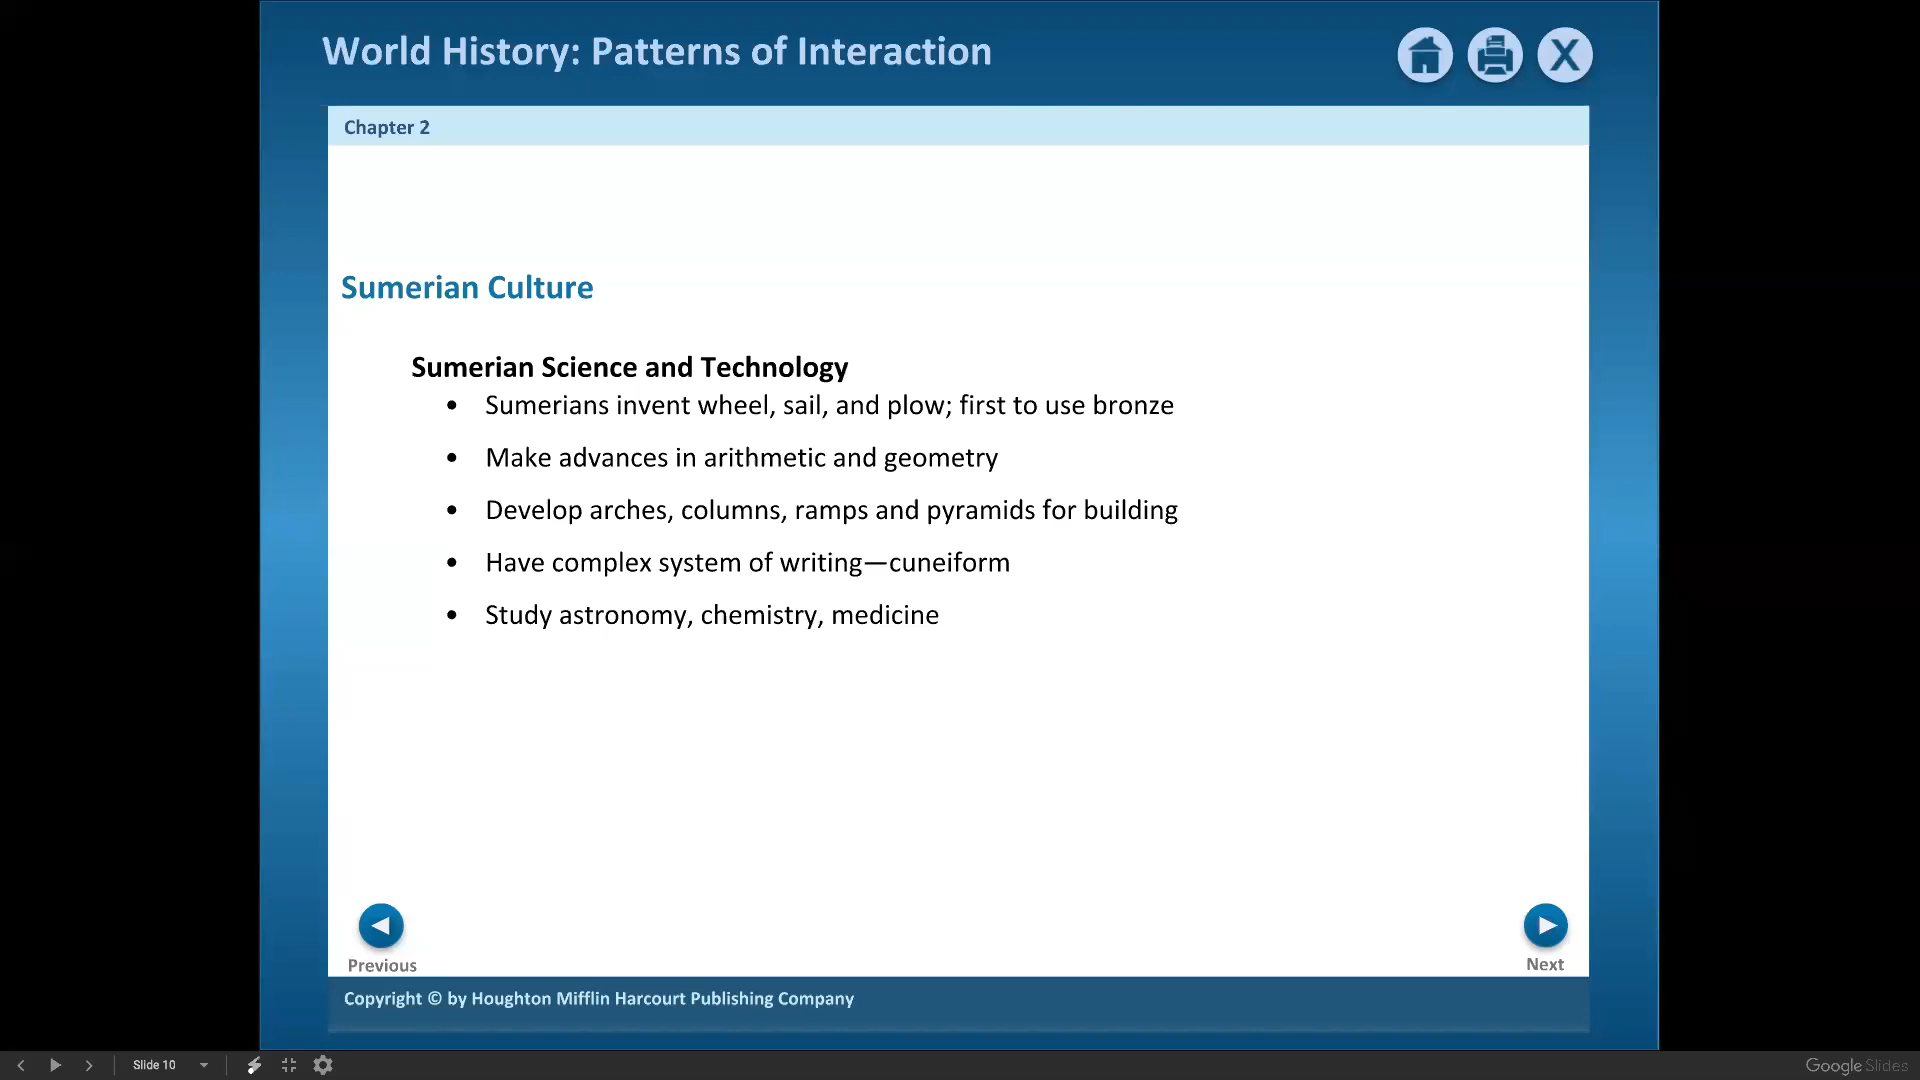 World History: Patterns of Interaction
Chapter 2
Sumerian Culture
Sumerian Science and Technology
• Sumerians invent wheel, sail, and plow; first to use bronze
• Make advances in arithmetic and geometry
• Develop arches, columns, ramps and pyramids for building
• Have complex system of writing—cuneiform
• Study astronomy, chemistry, medicine
Previous
Next
Copyright © by Houghton Mifflin Harcourt Publishing Company
Slide 10
Google Slides